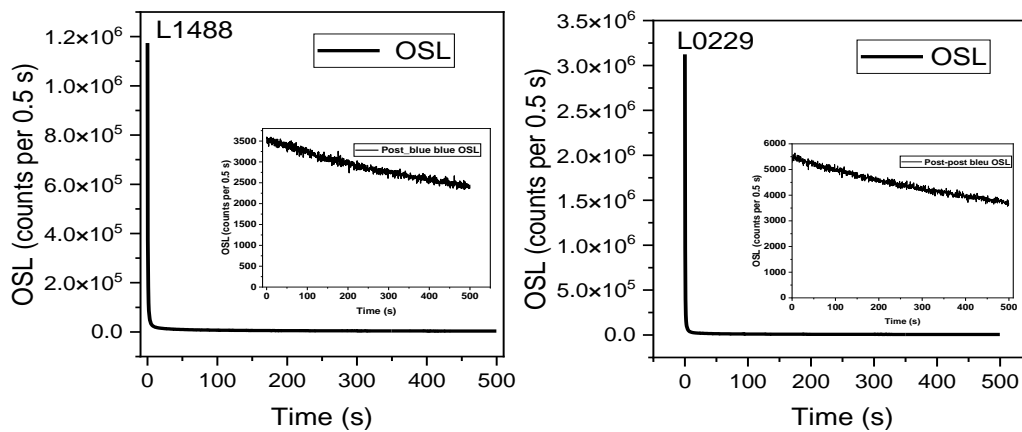 L1488
OSL
1.2×10⁶
1.0×10⁶
8.0×10⁵
6.0×10⁵
4.0×10⁵
2.0×10⁵
0.0
OSL (counts per 0.5 s)
0 100 200 300 400 500
Time (s)
Post_blue blue OSL
3500
3000
2500
2000
1500
1000
500
0
OSL (counts per 0.5 s)
0 100 200 300 400 500
Time (s)
L0229
OSL
3.5×10⁶
3.0×10⁶
2.5×10⁶
2.0×10⁶
1.5×10⁶
1.0×10⁶
5.0×10⁵
0.0
OSL (counts per 0.5 s)
0 100 200 300 400 500
Time (s)
Post-post bleu OSL
6000
5000
4000
3000
2000
1000
0
OSL (counts per 0.5 s)
0 100 200 300 400 500
Time (s)